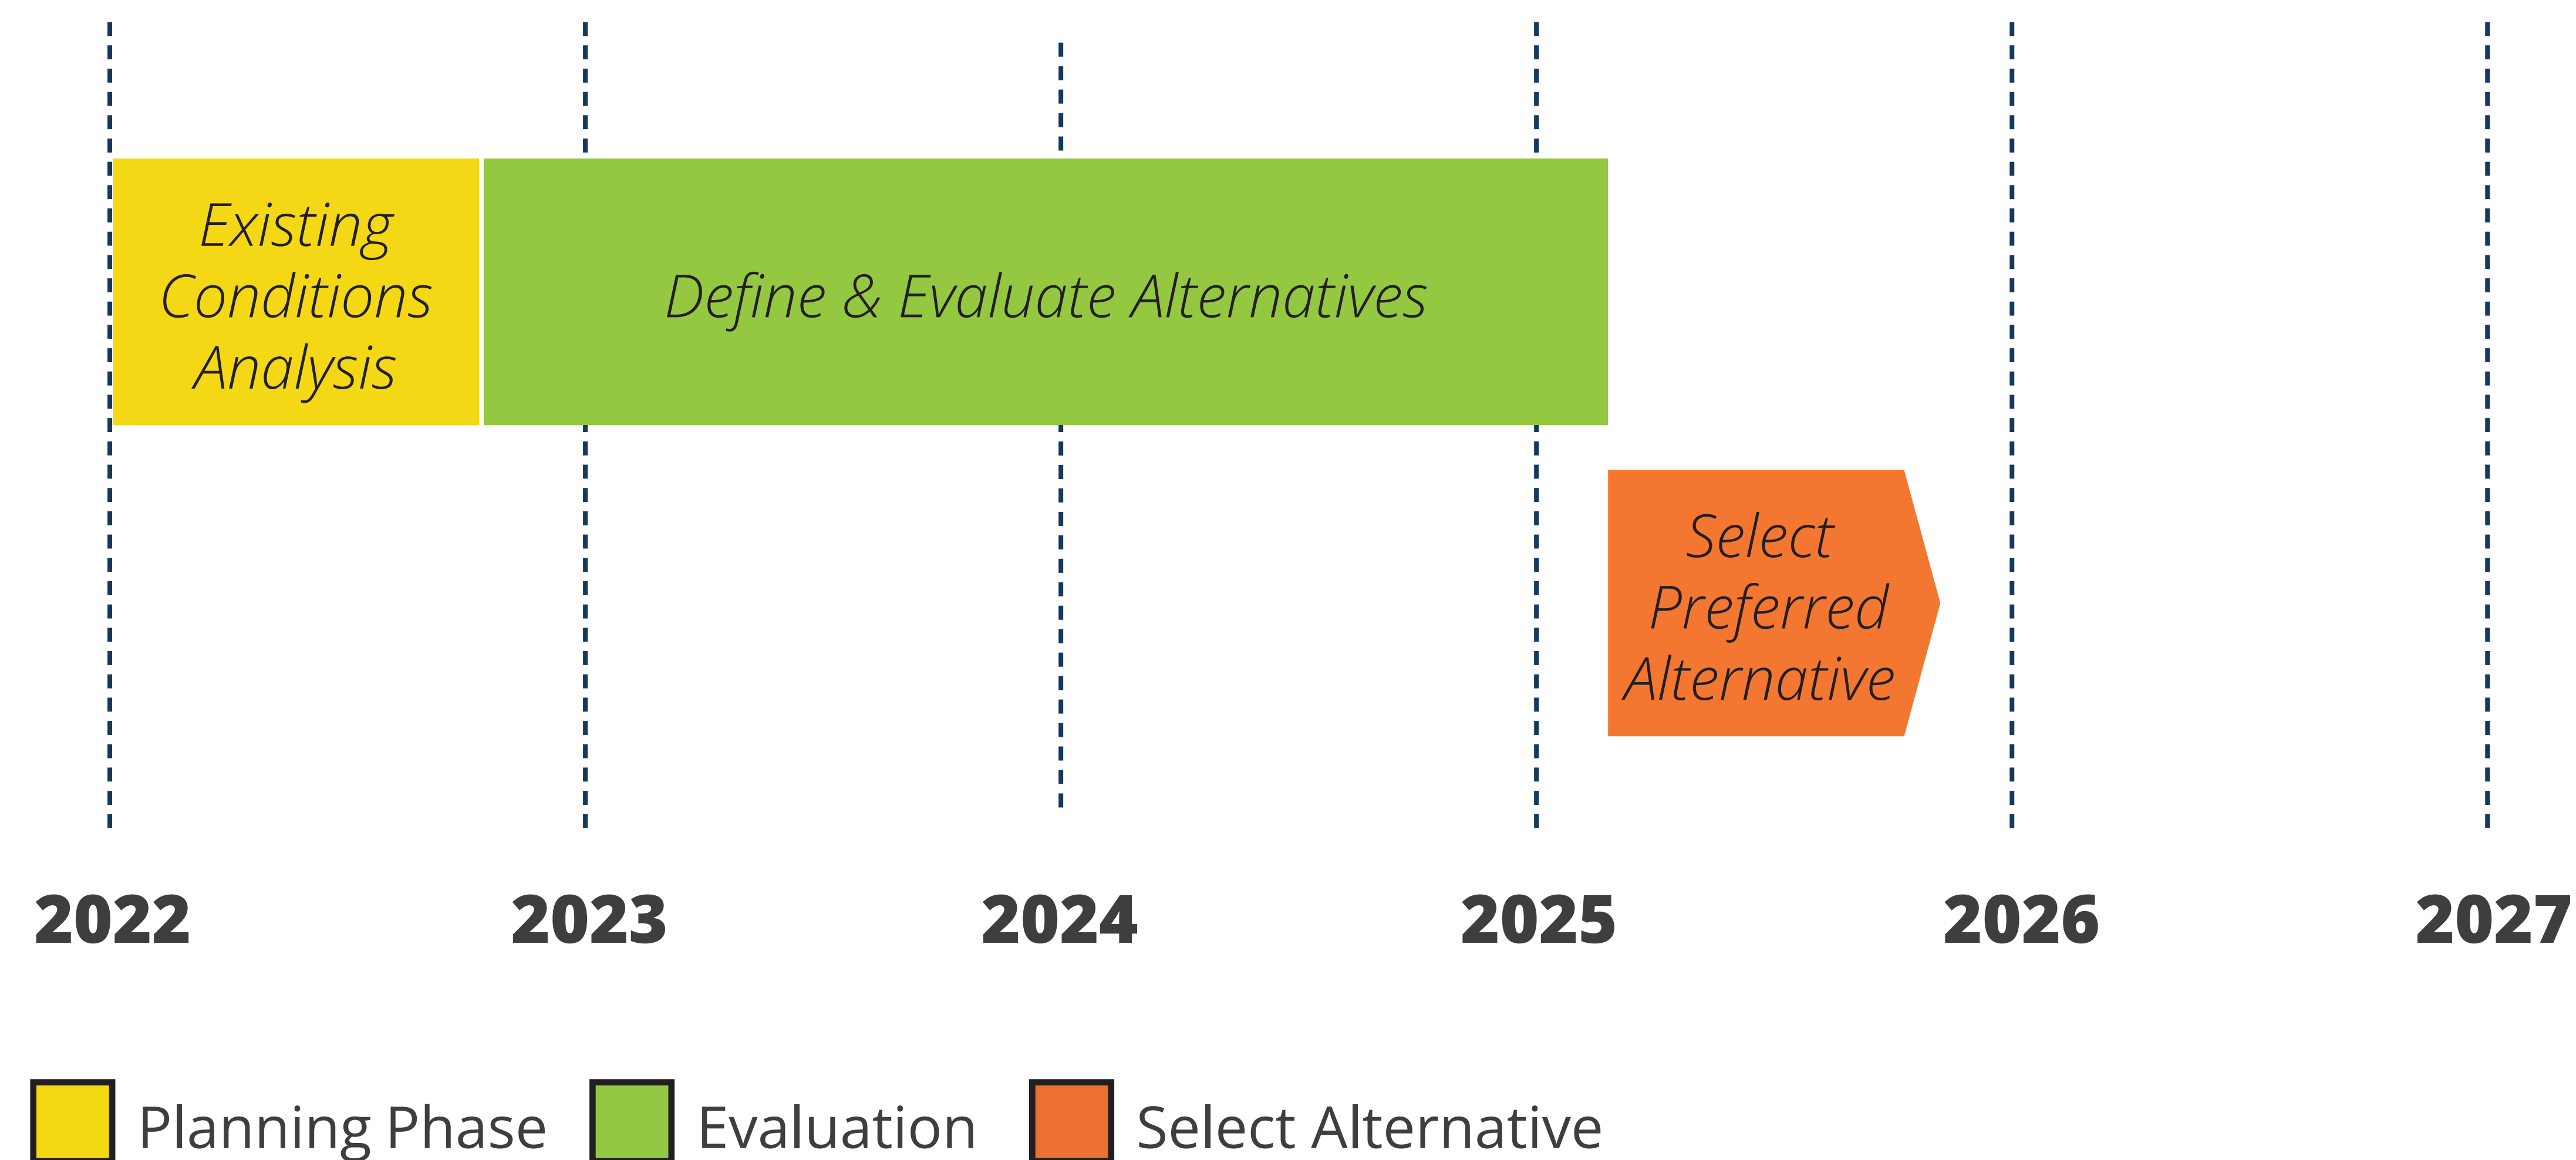 Existing
Conditions
Analysis
Define & Evaluate Alternatives
Select
Preferred
Alternative
2022 2023 2024 2025 2026 2027
Planning Phase Evaluation Select Alternative